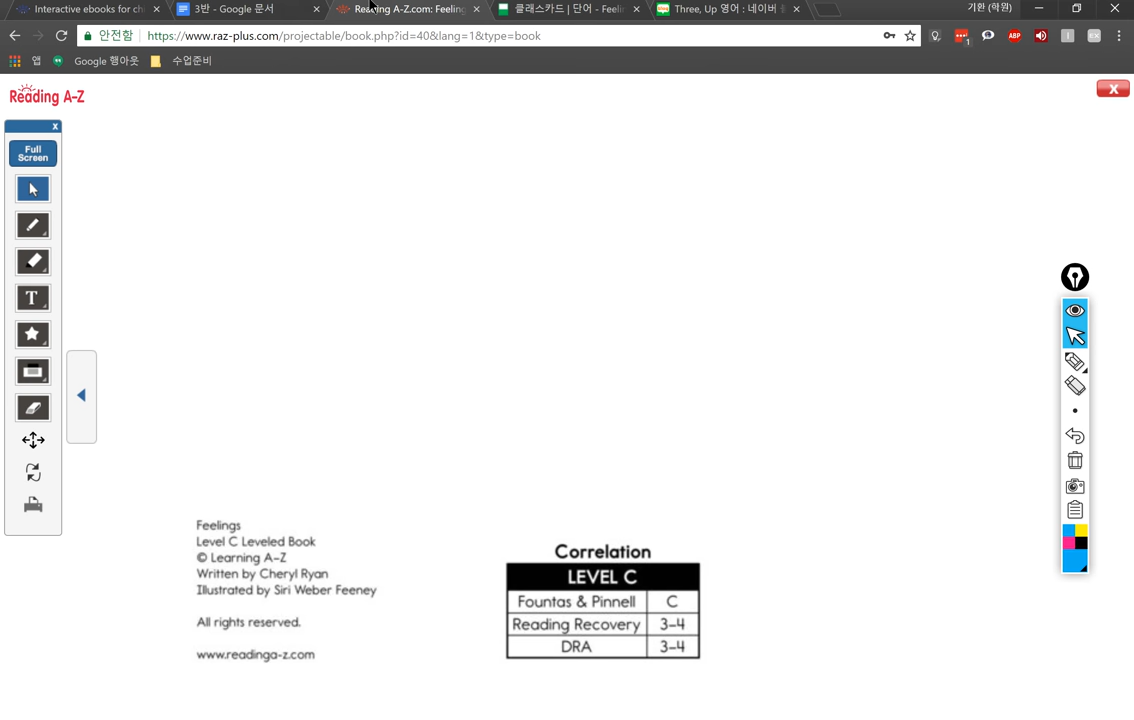 Interactive ebooks for ch
3반 - Google 문서
Reading A-Z.com: Feeling
클래스카드 | 단어 - Feeli
Three, Up 영어 : 네이버
기환 (학원)
안전함
https://www.raz-plus.com/projectable/book.php?id=40&lang=1&type=book
1
ABP
앱
Google 행아웃
수업준비
Reading A-Z
X
x
Full
Screen
T
Feelings
Level C Leveled Book
© Learning A-Z
Written by Cheryl Ryan
Illustrated by Siri Weber Feeney
All rights reserved.
www.readinga-z.com
Correlation
LEVEL C
Fountas & Pinnell C
Reading Recovery 3-4
DRA 3-4